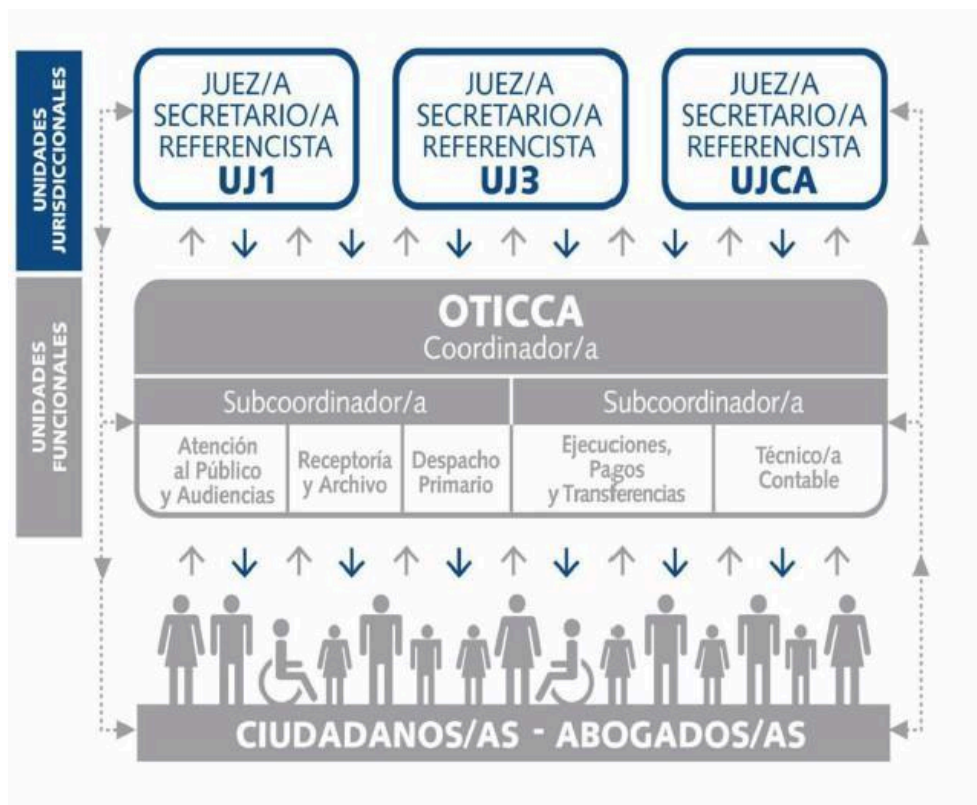 UNIDADES
JURISDICCIONALES
JUEZ/A
SECRETARIO/A
REFERENCISTA
UJ1
JUEZ/A
SECRETARIO/A
REFERENCISTA
UJ3
JUEZ/A
SECRETARIO/A
REFERENCISTA
UJCA
UNIDADES
FUNCIONALES
OTICCA
Coordinador/a
Subcoordinador/a
Subcoordinador/a
Atención
al Público
y Audiencias
Receptoría
y Archivo
Despacho
Primario
Ejecuciones,
Pagos
y Transferencias
Técnico/a
Contable
CIUDADANOS/AS - ABOGADOS/AS